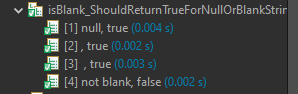 isBlank_ShouldReturnTrueForNullOrBlankStrin
[1] null, true (0.004 s)
[2] , true (0.002 s)
[3]  , true (0.003 s)
[4] not blank, false (0.002 s)